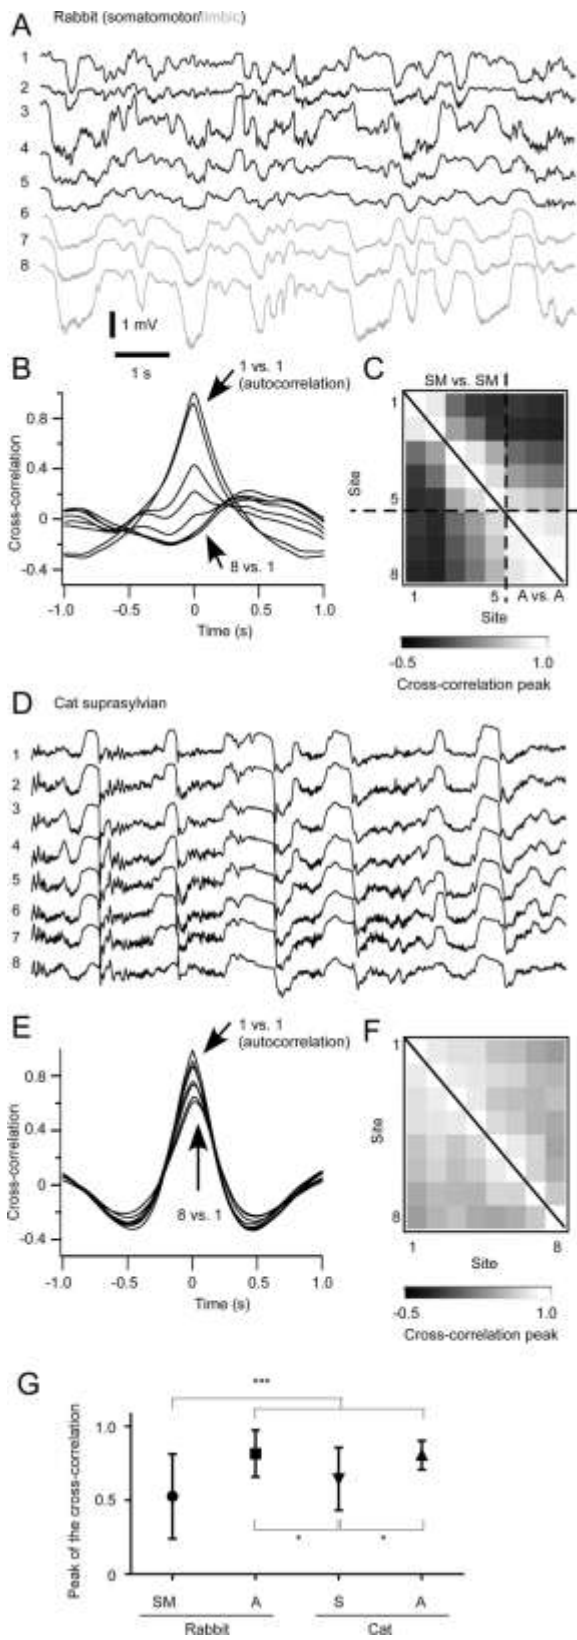 A Rabbit (somatomotor/limbic)
1
2
3
4
5
6
7
8
1 mV
1 s
B
1 vs. 1
(autocorrelation)
Cross-correlation
0.8
0.4
0
-0.4
8 vs. 1
-1.0 -0.5 0 0.5 1.0
Time (s)
C
SM vs. SM
1
Site
5
8
1 5 A vs. A
Site
-0.5 1.0
Cross-correlation peak
D Cat suprasylvian
1
2
3
4
5
6
7
8
E
1 vs. 1
(autocorrelation)
Cross-correlation
0.8
0.4
0
-0.4
8 vs. 1
-1.0 -0.5 0 0.5 1.0
Time (s)
F
1
Site
8
1 8
Site
-0.5 1.0
Cross-correlation peak
G
Peak of the cross-correlation
***
1.0
0.5
0
* *
SM A S A
Rabbit Cat